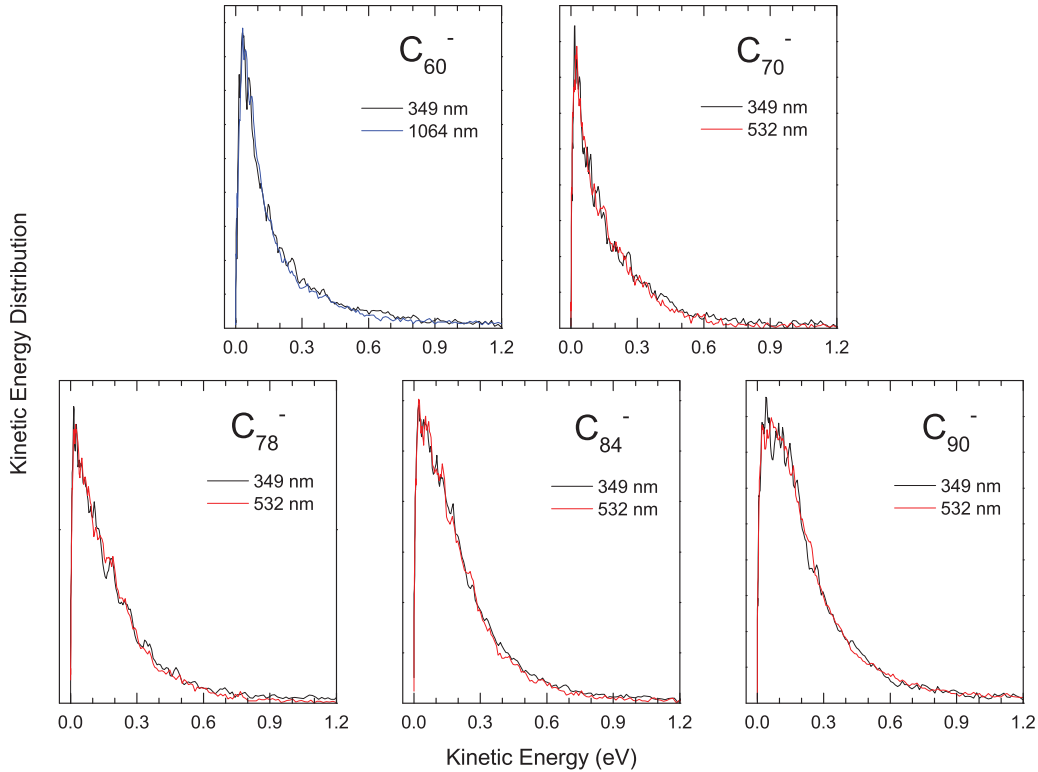 C60-
349 nm
1064 nm
0.0 0.3 0.6 0.9 1.2
C70-
349 nm
532 nm
0.0 0.3 0.6 0.9 1.2
Kinetic Energy Distribution
C78-
349 nm
532 nm
0.0 0.3 0.6 0.9 1.2
C84-
349 nm
532 nm
0.0 0.3 0.6 0.9 1.2
C90-
349 nm
532 nm
0.0 0.3 0.6 0.9 1.2
Kinetic Energy (eV)